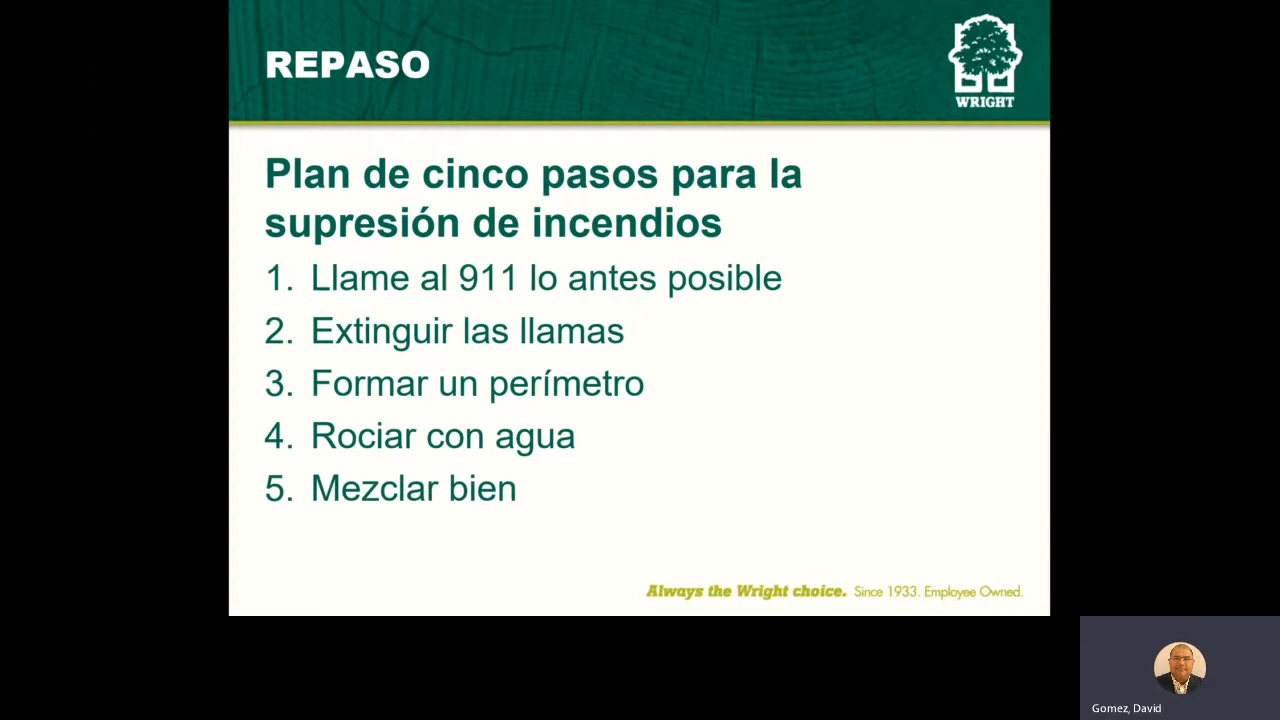 REPASO
WRIGHT
Plan de cinco pasos para la
supresión de incendios
1. Llame al 911 lo antes posible
2. Extinguir las llamas
3. Formar un perímetro
4. Rociar con agua
5. Mezclar bien
Always the Wright choice. Since 1933. Employee Owned.
Gomez, David